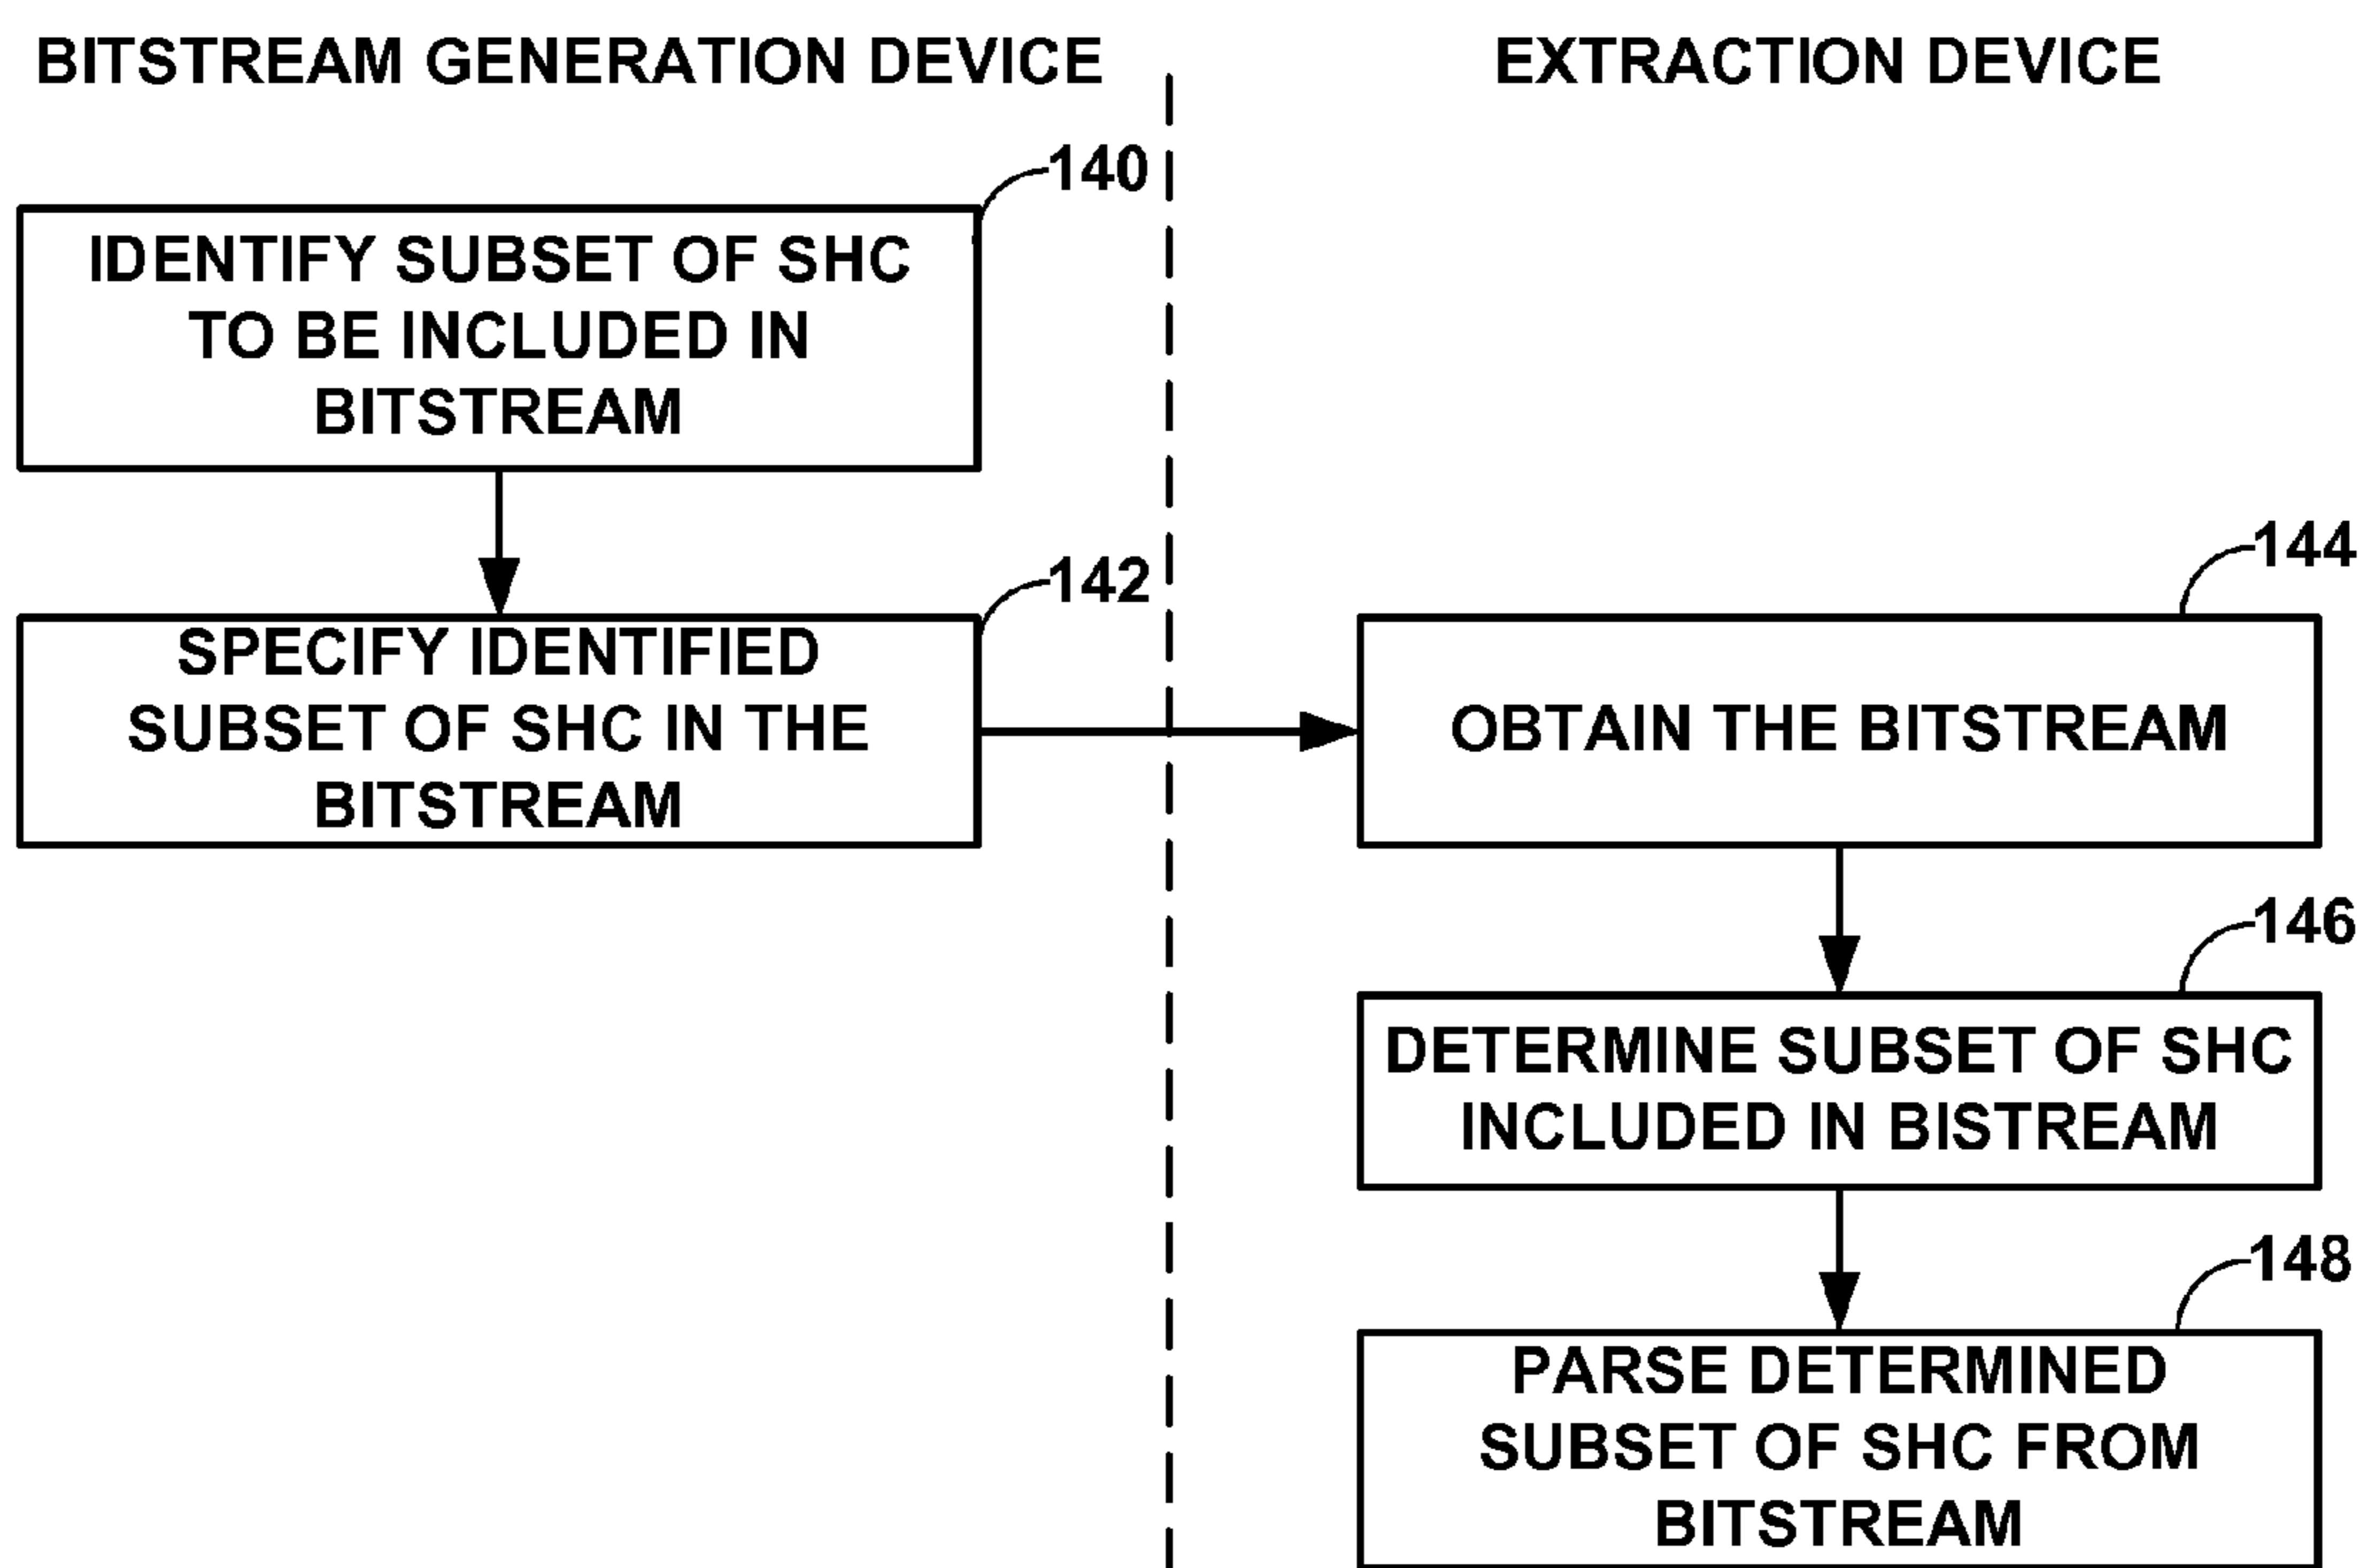 BITSTREAM GENERATION DEVICE
140
IDENTIFY SUBSET OF SHC
TO BE INCLUDED IN
BITSTREAM
142
SPECIFY IDENTIFIED
SUBSET OF SHC IN THE
BITSTREAM
EXTRACTION DEVICE
144
OBTAIN THE BITSTREAM
146
DETERMINE SUBSET OF SHC
INCLUDED IN BISTREAM
148
PARSE DETERMINED
SUBSET OF SHC FROM
BITSTREAM